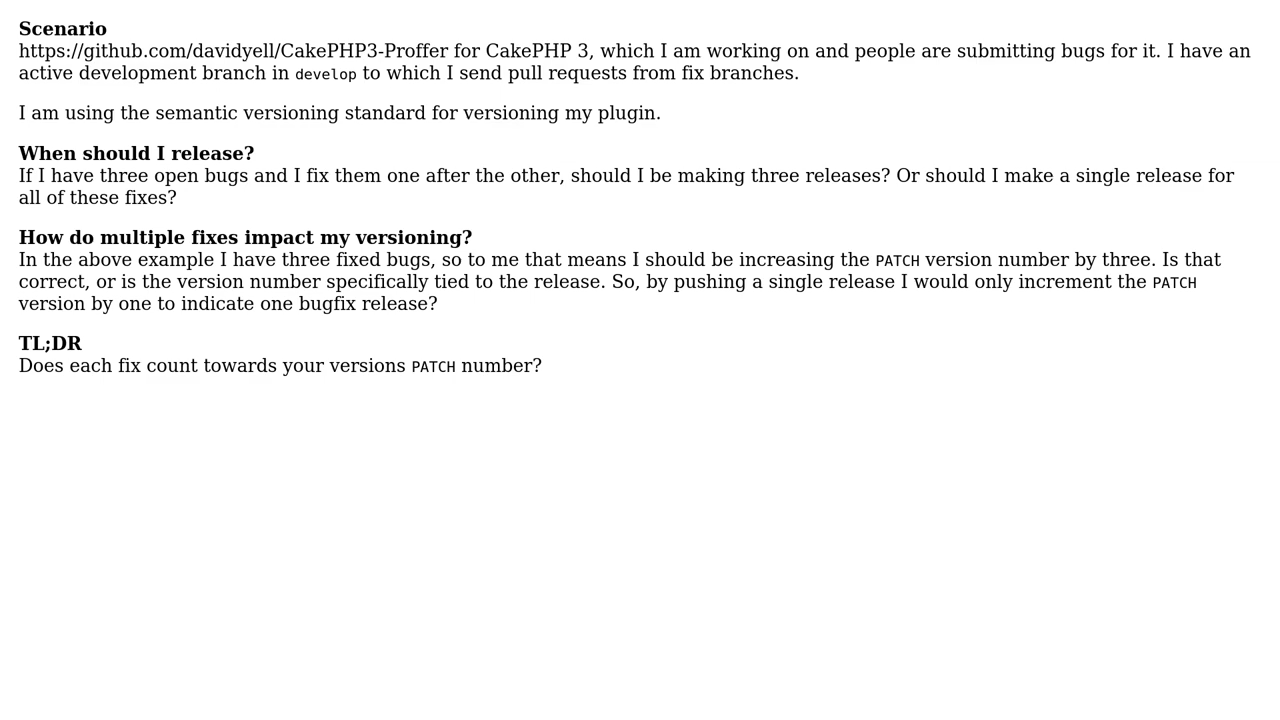 Scenario
https://github.com/davidyell/CakePHP3-Proffer for CakePHP 3, which I am working on and people are submitting bugs for it. I have an
active development branch in develop to which I send pull requests from fix branches.
I am using the semantic versioning standard for versioning my plugin.
When should I release?
If I have three open bugs and I fix them one after the other, should I be making three releases? Or should I make a single release for
all of these fixes?
How do multiple fixes impact my versioning?
In the above example I have three fixed bugs, so to me that means I should be increasing the PATCH version number by three. Is that
correct, or is the version number specifically tied to the release. So, by pushing a single release I would only increment the PATCH
version by one to indicate one bugfix release?
TL;DR
Does each fix count towards your versions PATCH number?